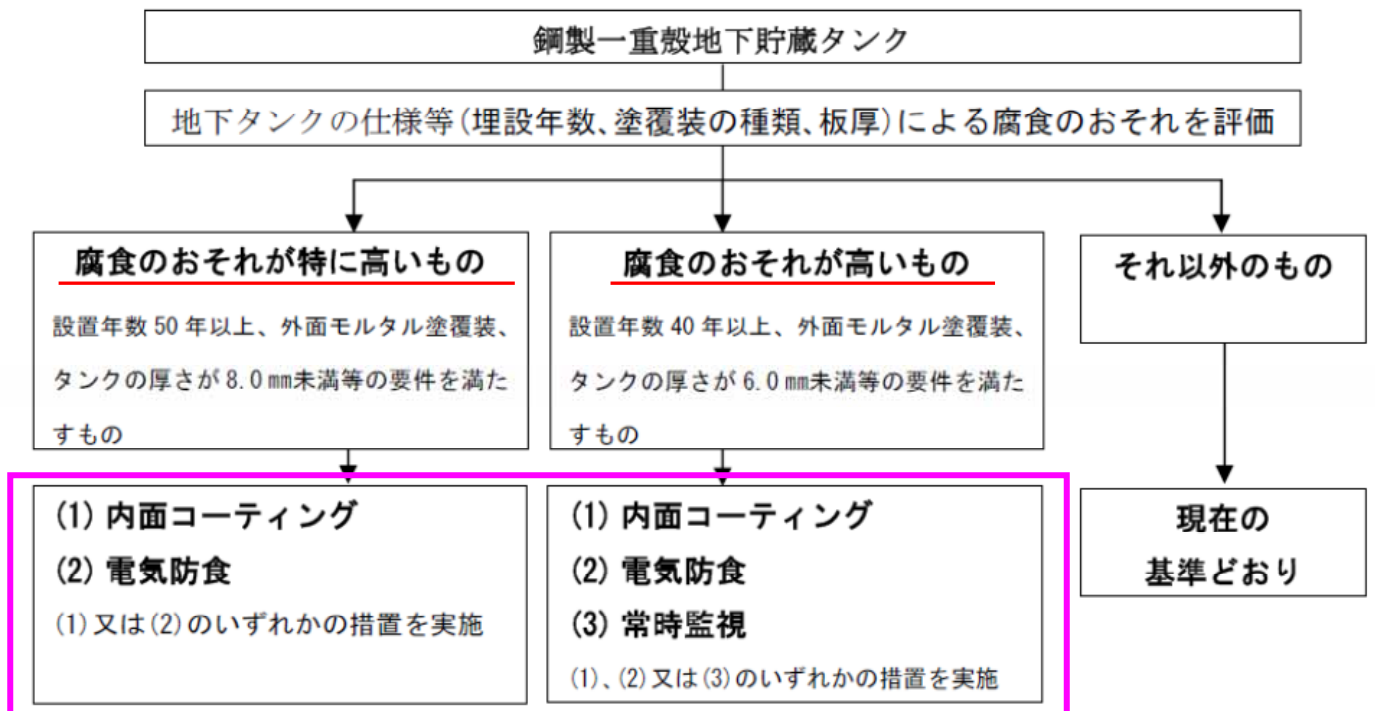 鋼製一重殻地下貯蔵タンク
地下タンクの仕様等(埋設年数、塗覆装の種類、板厚)による腐食のおそれを評価
腐食のおそれが特に高いもの
設置年数 50 年以上、外面モルタル塗覆装、
タンクの厚さが 8.0 ㎜未満等の要件を満た
すもの
腐食のおそれが高いもの
設置年数 40 年以上、外面モルタル塗覆装、
タンクの厚さが 6.0 ㎜未満等の要件を満た
すもの
それ以外のもの
(1) 内面コーティング
(2) 電気防食
(1)又は(2)のいずれかの措置を実施
(1) 内面コーティング
(2) 電気防食
(3) 常時監視
(1)、(2)又は(3)のいずれかの措置を実施
現在の
基準どおり